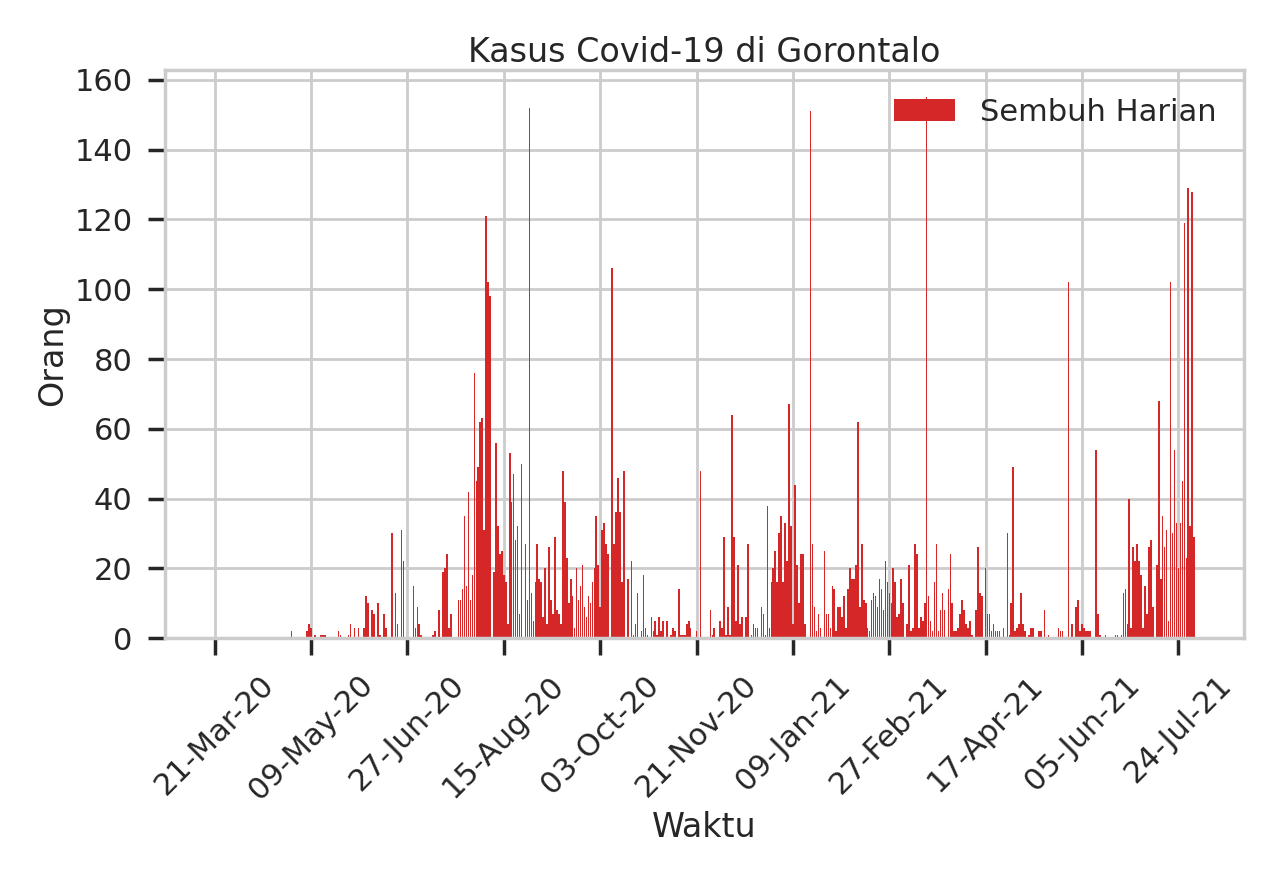 Kasus Covid-19 di Gorontalo
Sembuh Harian
160
140
120
100
80
60
40
20
0
Orang
21-Mar-20
09-May-20
27-Jun-20
15-Aug-20
03-Oct-20
21-Nov-20
09-Jan-21
27-Feb-21
17-Apr-21
05-Jun-21
24-Jul-21
Waktu